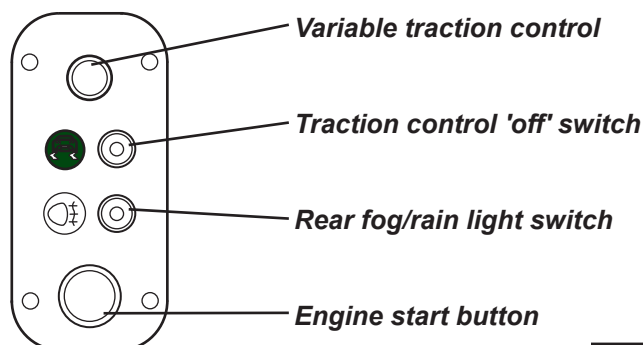 Variable traction control
Traction control 'off' switch
Rear fog/rain light switch
Engine start button